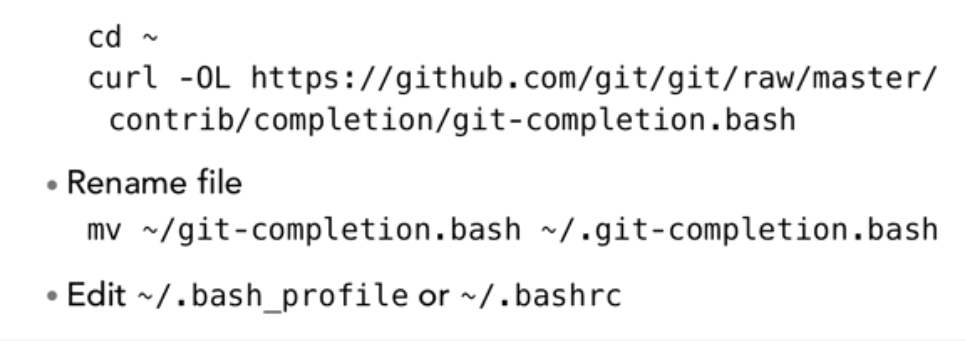 cd ~
curl -OL https://github.com/git/git/raw/master/
contrib/completion/git-completion.bash
• Rename file
mv ~/git-completion.bash ~/.git-completion.bash
• Edit ~/.bash_profile or ~/.bashrc